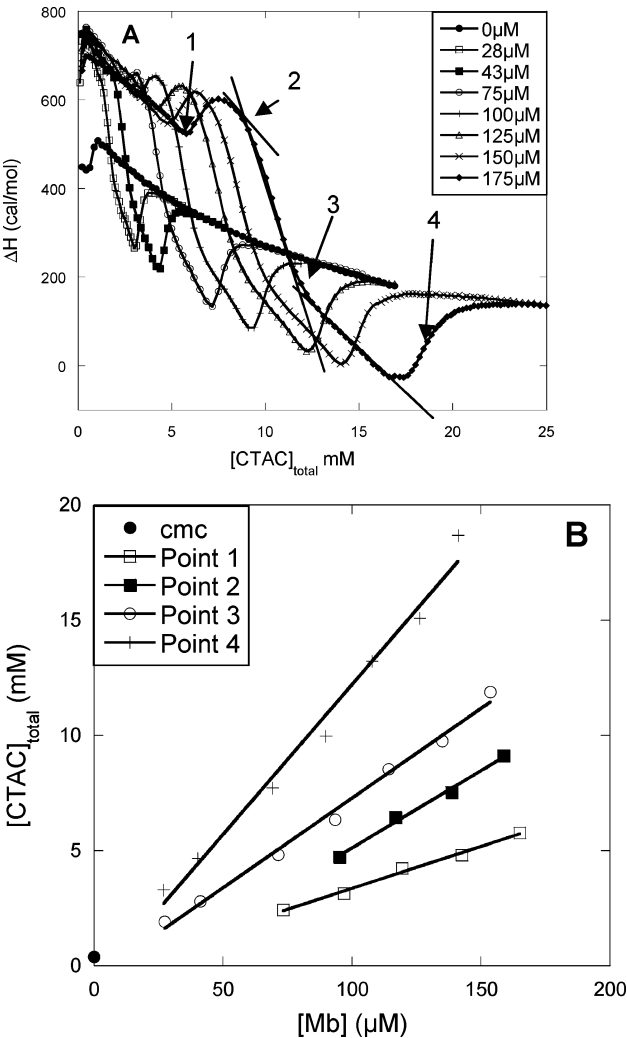 A
1
2
3
4
0µM
28µM
43µM
75µM
100µM
125µM
150µM
175µM
800
600
400
200
0
ΔH (cal/mol)
0 5 10 15 20 25
[CTAC]total mM
B
cmc
Point 1
Point 2
Point 3
Point 4
20
15
10
5
0
[CTAC]total (mM)
0 50 100 150 200
[Mb] (µM)